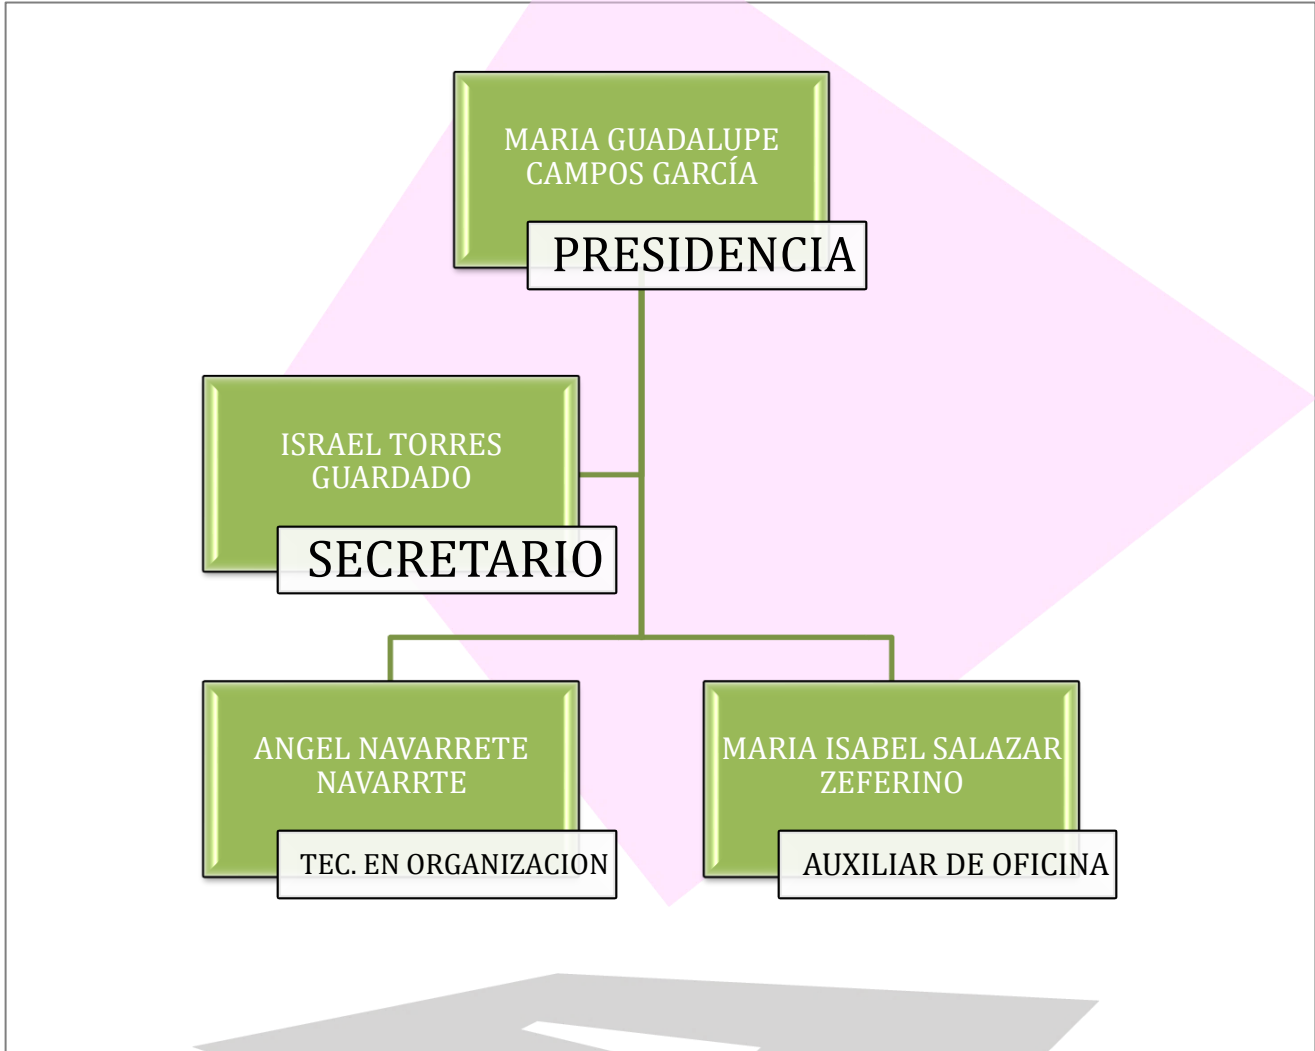 MARIA GUADALUPE
CAMPOS GARCÍA
PRESIDENCIA
ISRAEL TORRES
GUARDADO
SECRETARIO
ANGEL NAVARRETE
NAVARRTE
TEC. EN ORGANIZACION
MARIA ISABEL SALAZAR
ZEFERINO
AUXILIAR DE OFICINA